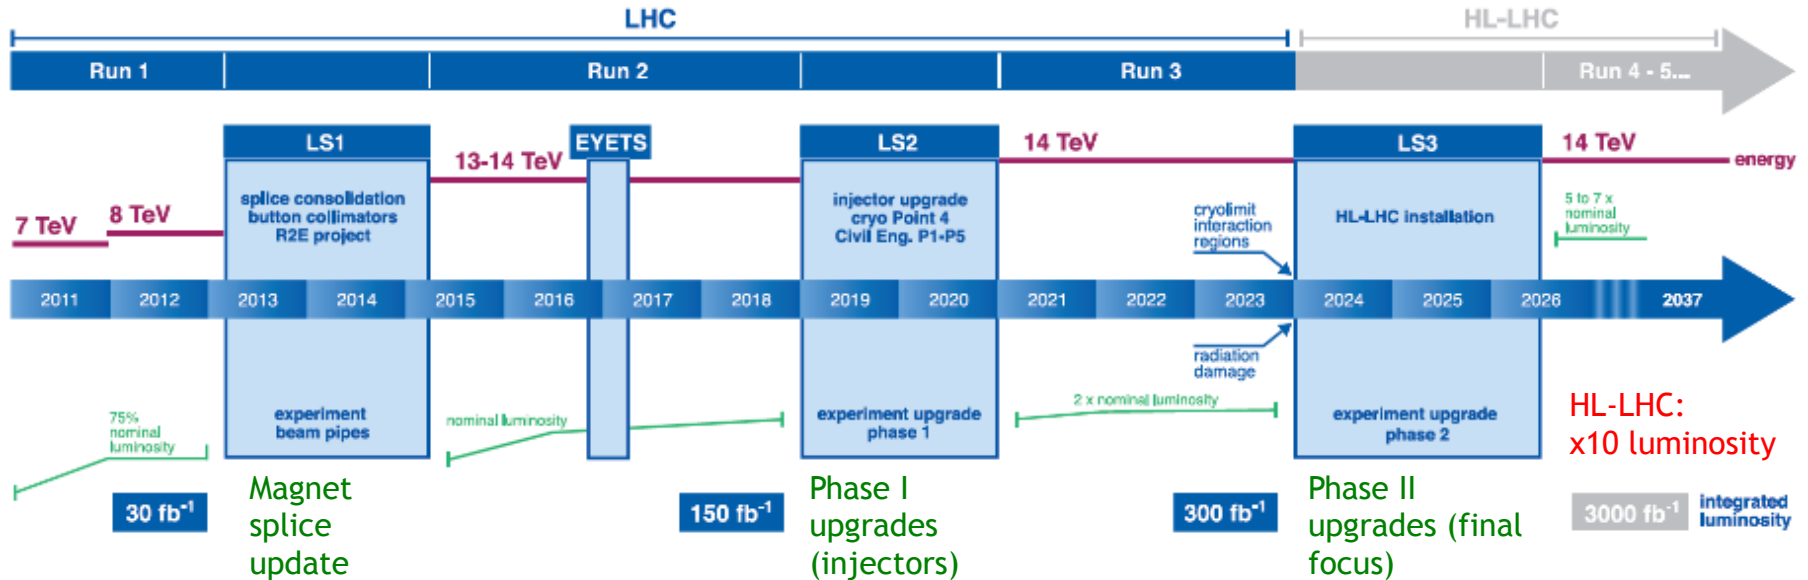 LHC
HL-LHC
Run 1
Run 2
Run 3
Run 4 - 5...
LS1
EYETS
LS2
14 TeV
LS3
14 TeV
energy
13-14 TeV
7 TeV
8 TeV
splice consolidation
button collimators
R2E project
injector upgrade
cryo Point 4
Civil Eng. P1-P5
cryolimit
interaction
regions
HL-LHC installation
5 to 7 x
nominal
luminosity
2011
2012
2013
2014
2015
2016
2017
2018
2019
2020
2021
2022
2023
2024
2025
2026
2037
radiation
damage
75%
nominal
luminosity
experiment
beam pipes
nominal luminosity
experiment upgrade
phase 1
2 x nominal luminosity
experiment upgrade
phase 2
HL-LHC:
x10 luminosity
30 fb⁻¹
Magnet
splice
update
150 fb⁻¹
Phase I
upgrades
(injectors)
300 fb⁻¹
Phase II
upgrades (final
focus)
3000 fb⁻¹
integrated
luminosity